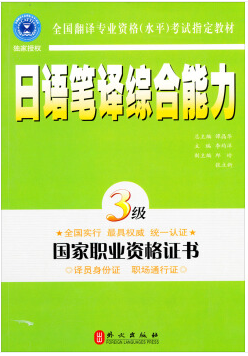 全国翻译专业资格(水平)考试指定教材
独家授权
日语笔译综合能力
3级
★全国实行 最具权威 统一认证★
国家职业资格证书
◇译员身份证 职场通行证◇
外文出版社